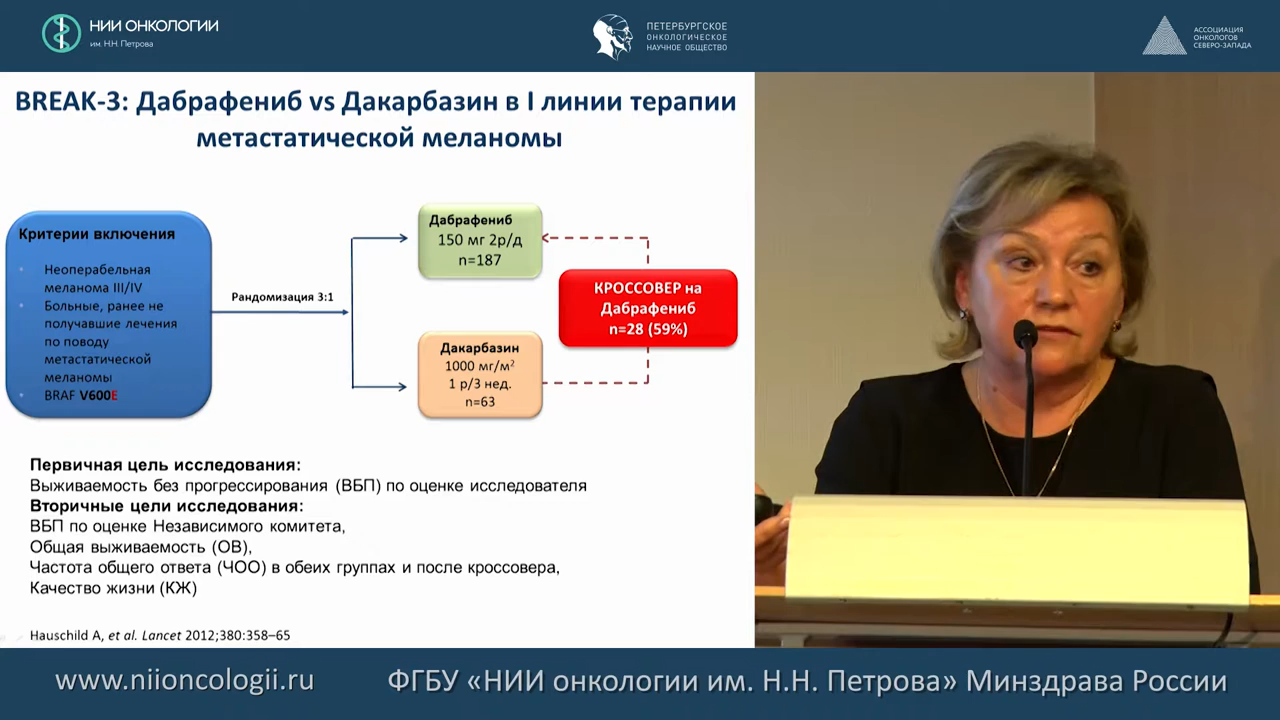 НИИ ОНКОЛОГИИ
им. Н.Н. Петрова
ПЕТЕРБУРГСКОЕ
ОНКОЛОГИЧЕСКОЕ
НАУЧНОЕ ОБЩЕСТВО
АССОЦИАЦИЯ
ОНКОЛОГОВ
СЕВЕРО-ЗАПАДА
BREAK-3: Дабрафениб vs Дакарбазин в I линии терапии
метастатической меланомы
Критерии включения
• Неоперабельная
меланома III/IV
• Больные, ранее не
получавшие лечения
по поводу
метастатической
меланомы
• BRAF V600E
Рандомизация 3:1
Дабрафениб
150 мг 2р/д
n=187
Дакарбазин
1000 мг/м²
1 р/3 нед.
n=63
КРОССОВЕР на
Дабрафениб
n=28 (59%)
Первичная цель исследования:
Выживаемость без прогрессирования (ВБП) по оценке исследователя
Вторичные цели исследования:
ВБП по оценке Независимого комитета,
Общая выживаемость (ОВ),
Частота общего ответа (ЧОО) в обеих группах и после кроссовера,
Качество жизни (КЖ)
Hauschild A, et al. Lancet 2012;380:358–65
www.niioncologii.ru
ФГБУ «НИИ онкологии им. Н.Н. Петрова» Минздрава России